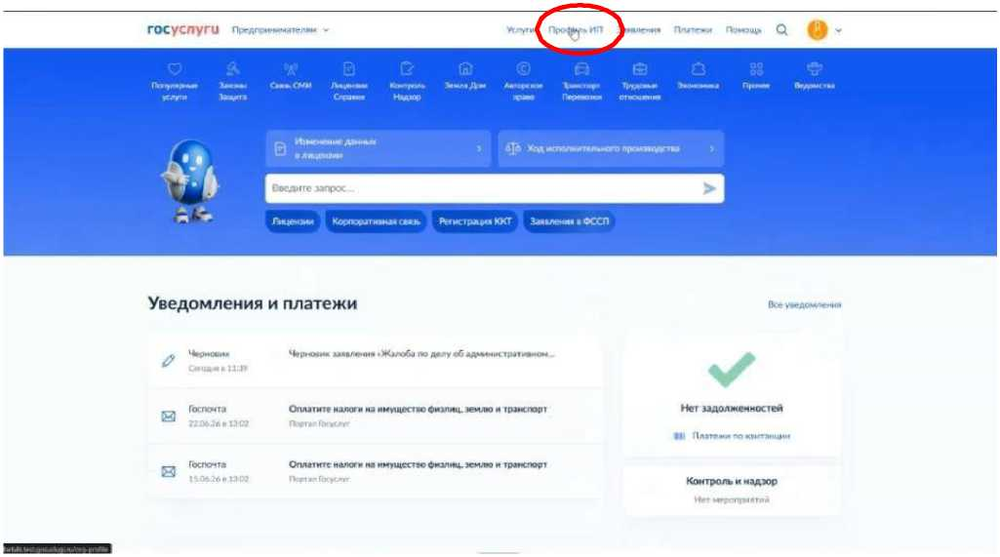 госуслуги Предпринимателям
Услуги Профиль ИП Заявления Платежи Помощь
Популярные услуги
Законы Защита
Связь СМИ
Лицензии Справки
Контроль Надзор
Земля Дом
Авторское право
Транспорт Перевозки
Трудовые отношения
Экономика
Прочее
Ведомства
Изменение данных
в лицензии
Ход исполнительного производства
Введите запрос...
Лицензии Корпоративная связь Регистрация ККТ Заявления в ФССП
Уведомления и платежи
Все уведомления
Черновик Черновик заявления «Жалоба по делу об административном...
Сегодня в 11:39
Госпочта Оплатите налоги на имущество физлиц, землю и транспорт
22.06.26 в 13:02 Портал Госуслуг
Госпочта Оплатите налоги на имущество физлиц, землю и транспорт
15.06.26 в 13:02 Портал Госуслуг
Нет задолженностей
Платежи по квитанции
Контроль и надзор
Нет мероприятий